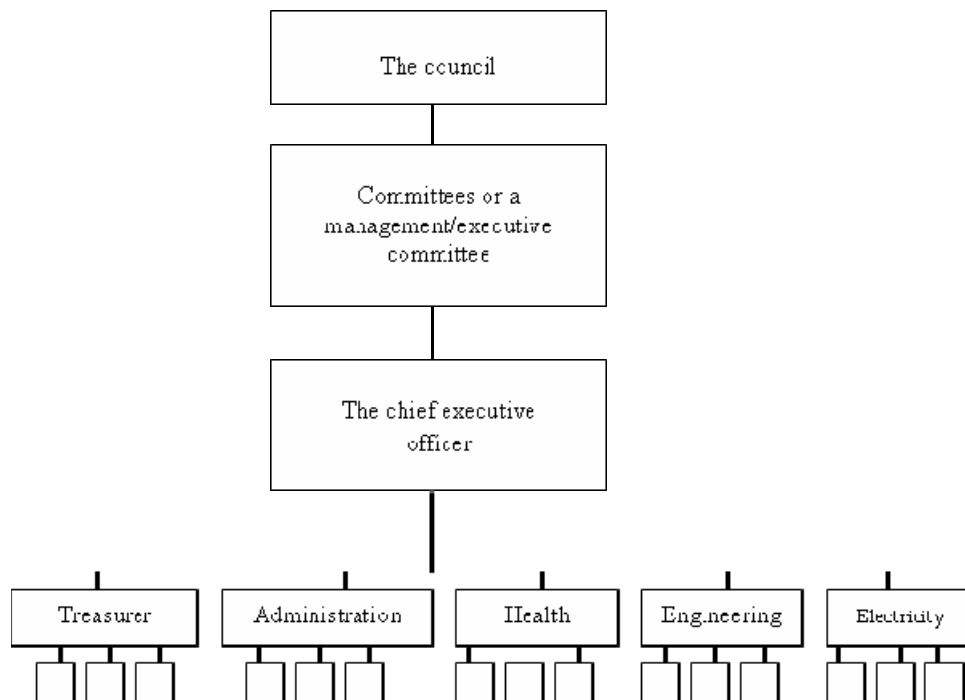 The council
Committees or a
management/executive
committee
The chief executive
officer
Treasurer
Administration
Health
Engineering
Electricity